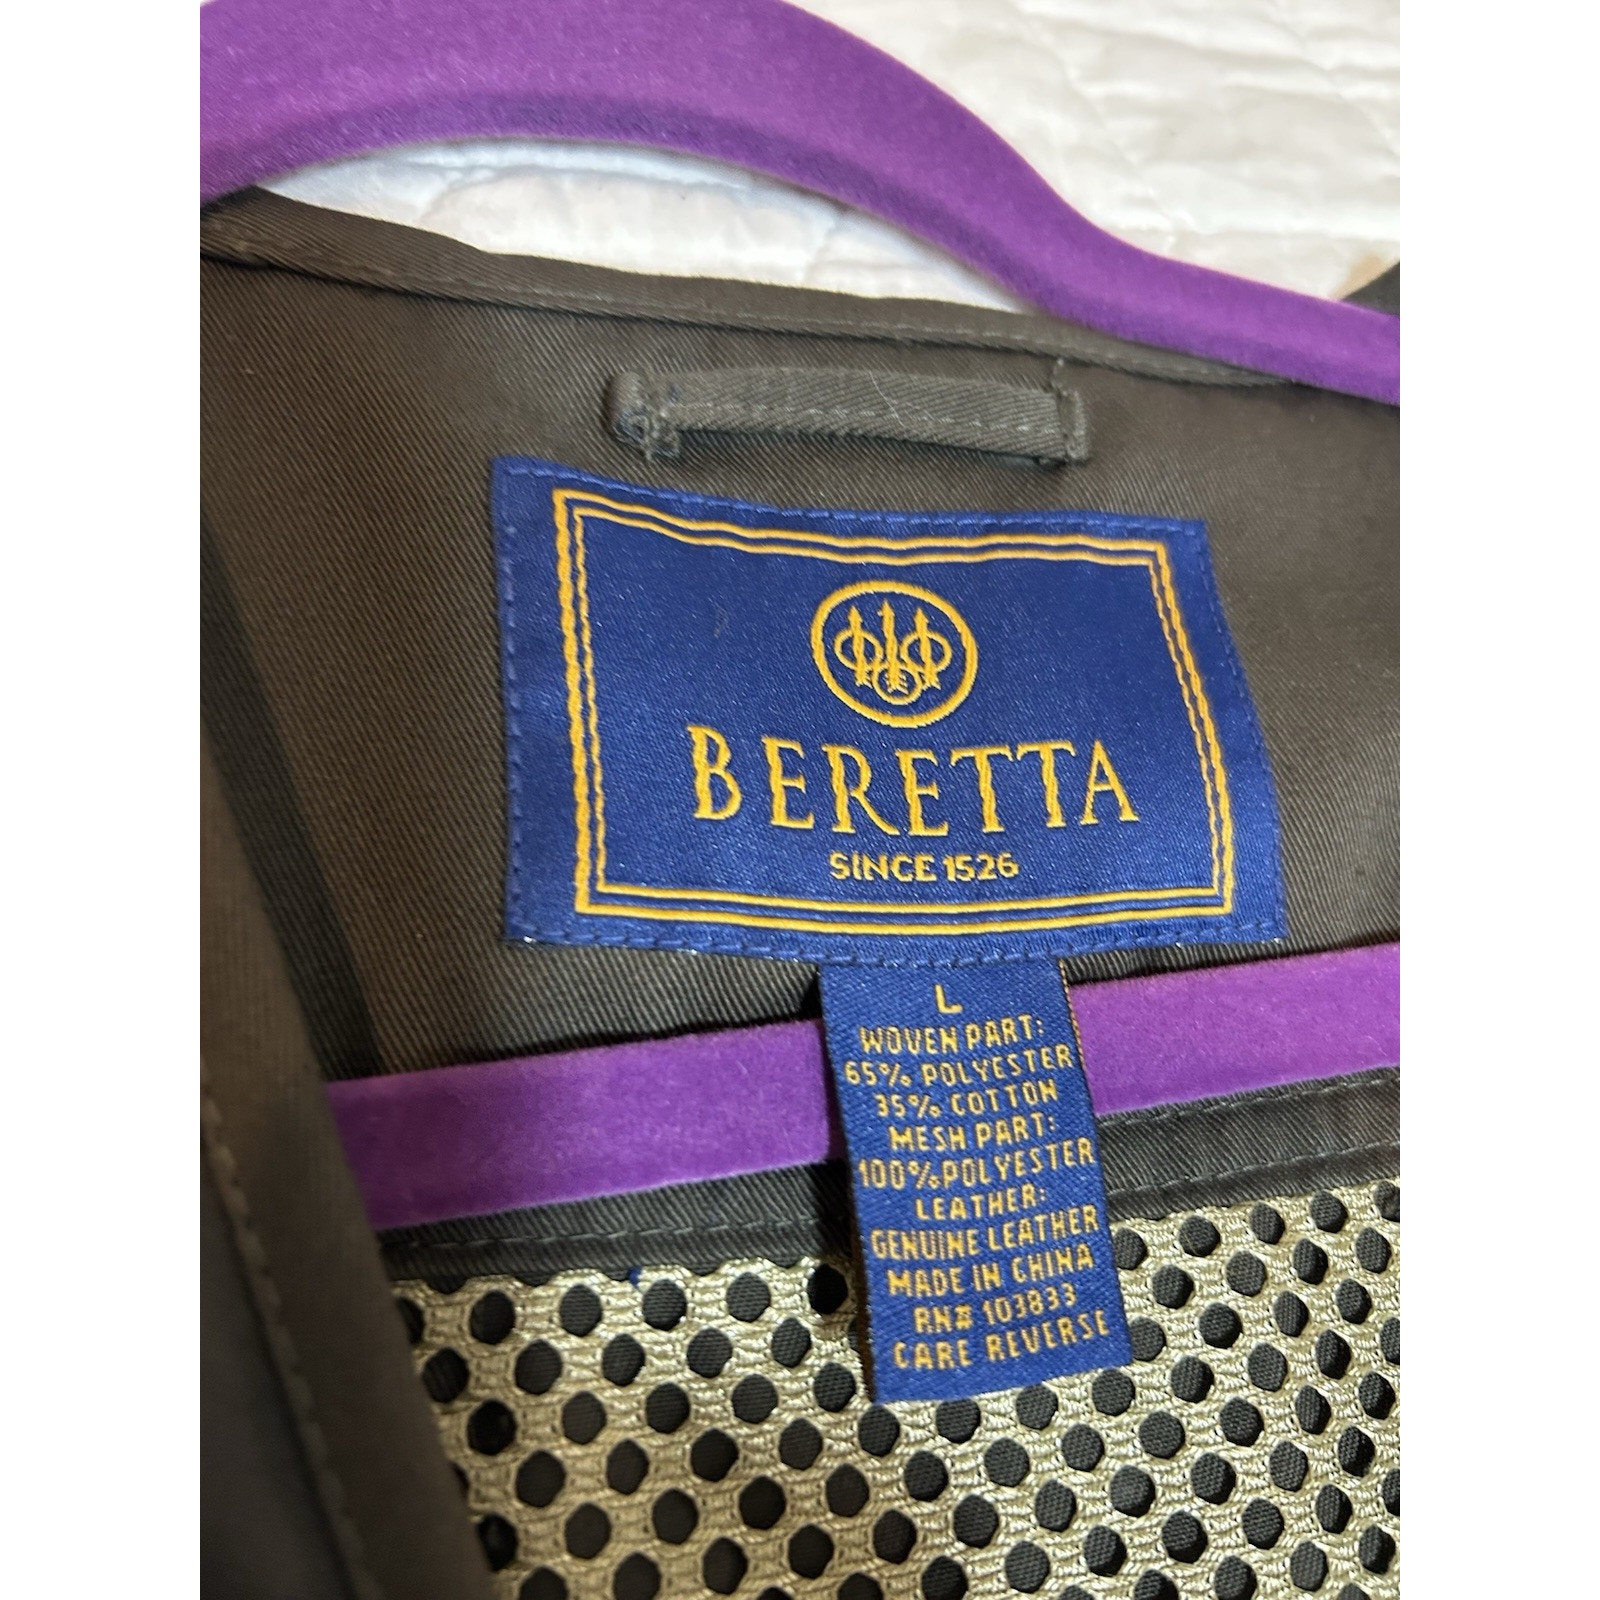 BERETTA
SINCE 1526
L
WOVEN PART:
65% POLYESTER
35% COTTON
MESH PART:
100%POLYESTER
LEATHER:
GENUINE LEATHER
MADE IN CHINA
RN# 103833
CARE REVERSE